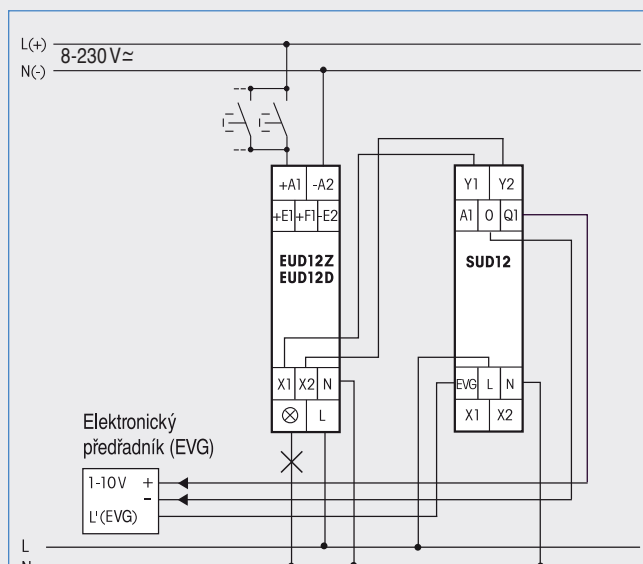 L(+)
8-230 V≃
N(-)
+A1 -A2
+E1 +F1 -E2
EUD12Z
EUD12D
X1 X2 N
L
Y1 Y2
A1 0 Q1
SUD12
EVG L N
X1 X2
Elektronický
předřadník (EVG)
1-10V +
−
L'(EVG)
L
N